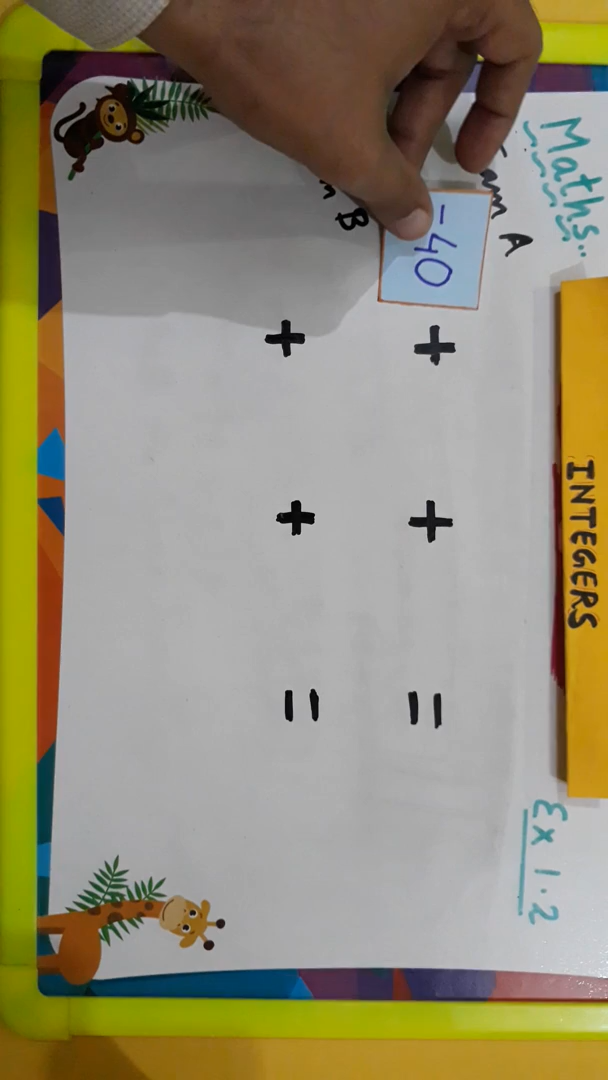 Maths..
INTEGERS
Ex 1.2
A -40 + + =
B + + =